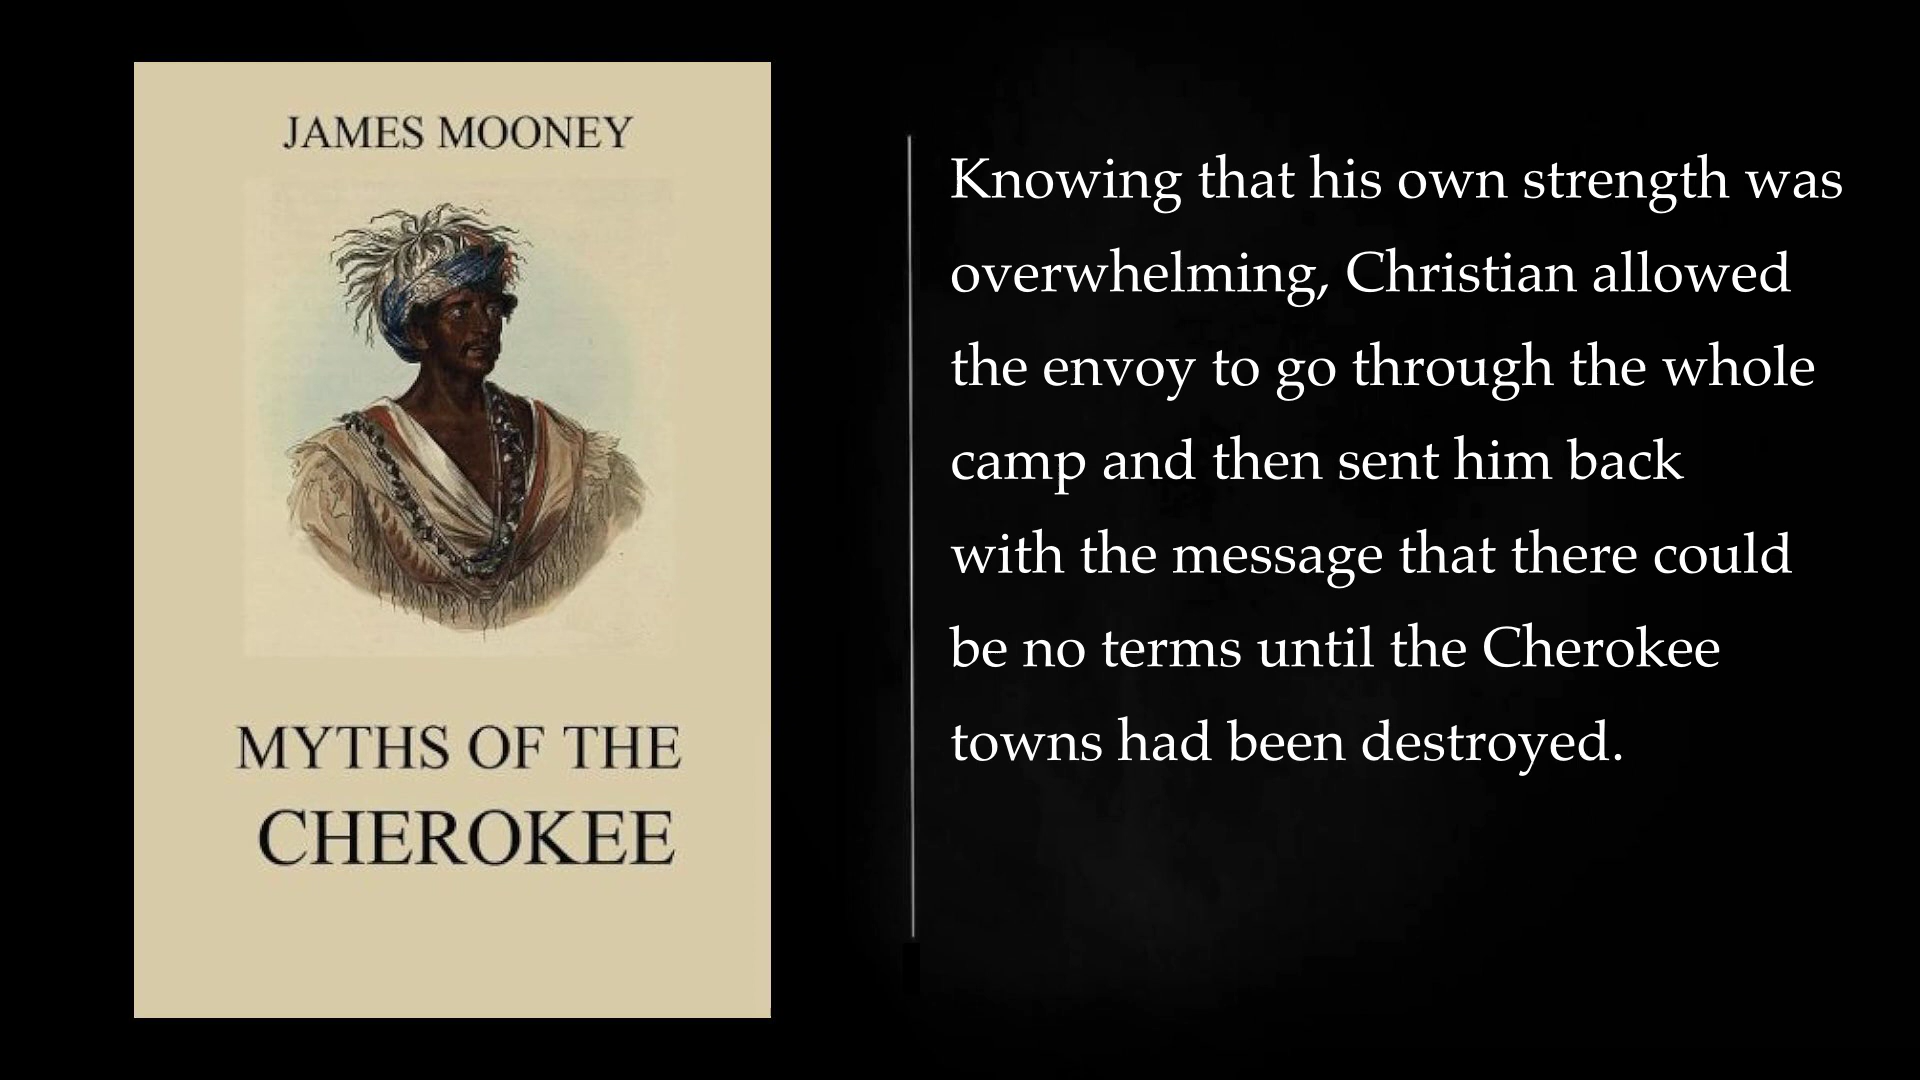 JAMES MOONEY
MYTHS OF THE
CHEROKEE
Knowing that his own strength was
overwhelming, Christian allowed
the envoy to go through the whole
camp and then sent him back
with the message that there could
be no terms until the Cherokee
towns had been destroyed.